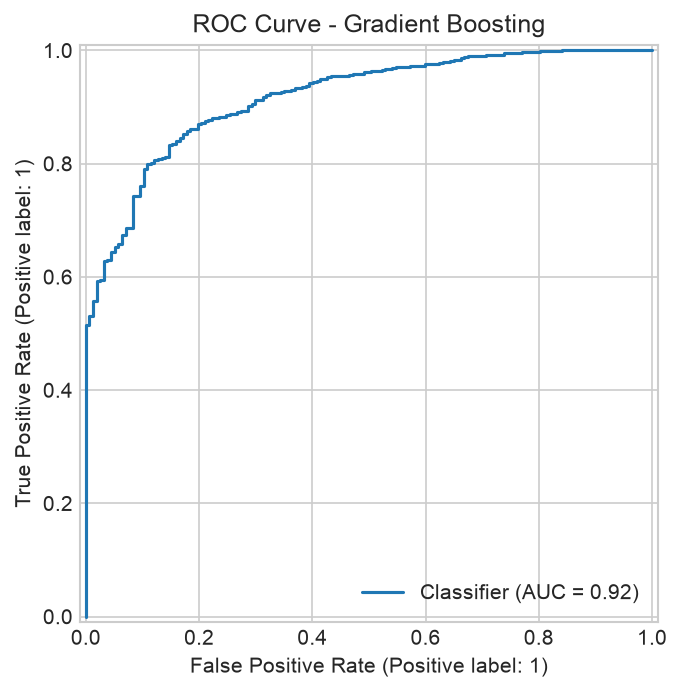 ROC Curve - Gradient Boosting
1.0
0.8
0.6
0.4
0.2
0.0
True Positive Rate (Positive label: 1)
Classifier (AUC = 0.92)
0.0 0.2 0.4 0.6 0.8 1.0
False Positive Rate (Positive label: 1)